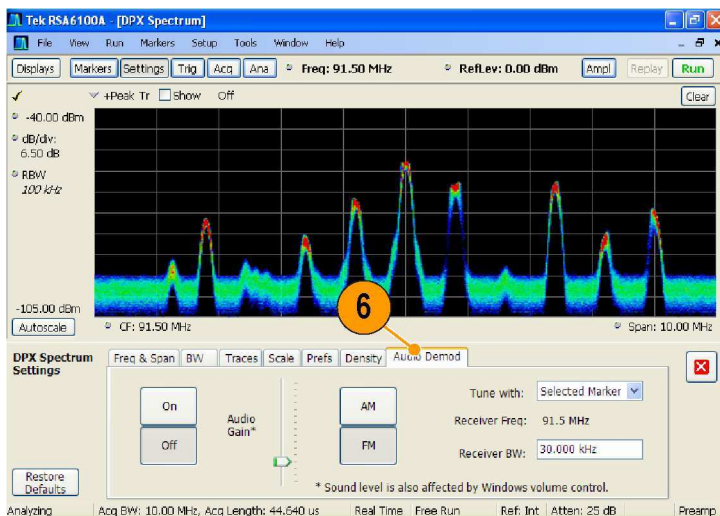 Tek RSA6100A - [DPX Spectrum]
File View Run Markers Setup Tools Window Help
Displays Markers Settings Trig Acq Ana Freq: 91.50 MHz RefLev: 0.00 dBm Ampl Replay Run
+Peak Tr Show Off Clear
-40.00 dBm
dB/div:
6.50 dB
RBW
100 kHz
-105.00 dBm
Autoscale CF: 91.50 MHz Span: 10.00 MHz
6
DPX Spectrum
Settings
Freq & Span BW Traces Scale Prefs Density Audio Demod
On
Off
Audio
Gain*
AM
FM
Tune with: Selected Marker
Receiver Freq: 91.5 MHz
Receiver BW: 30.000 kHz
* Sound level is also affected by Windows volume control.
Restore
Defaults
Analyzing Acq BW: 10.00 MHz, Acq Length: 44.640 us Real Time Free Run Ref: Int Atten: 25 dB Preamp